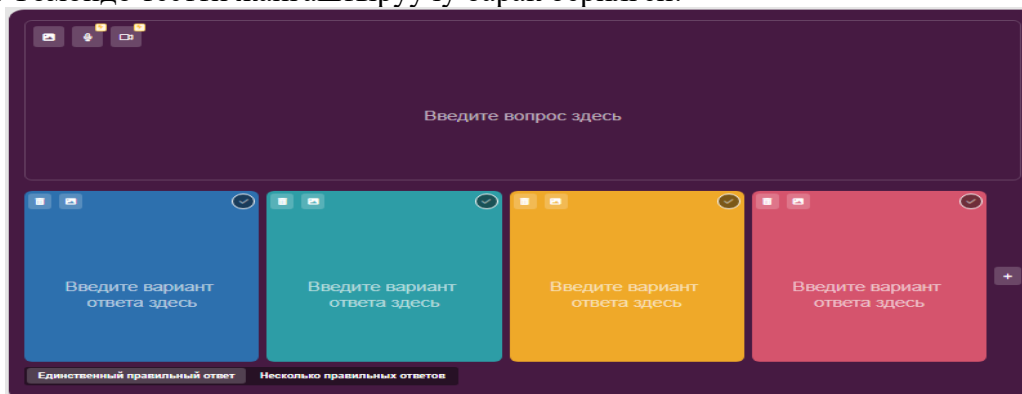 Введите вопрос здесь
Введите вариант
ответа здесь
Введите вариант
ответа здесь
Введите вариант
ответа здесь
Введите вариант
ответа здесь
+
Единственный правильный ответ Несколько правильных ответов